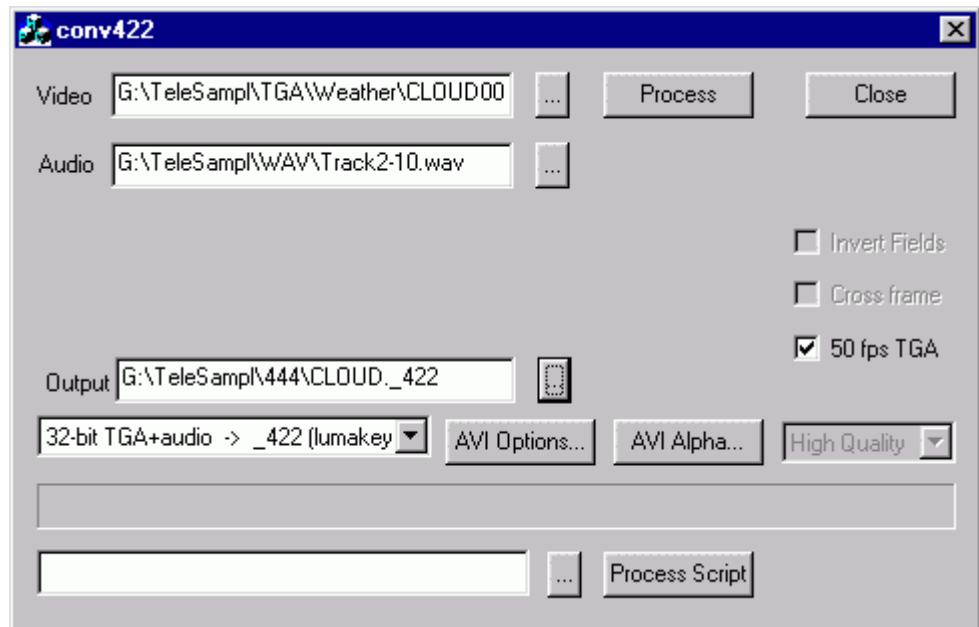 conv422
Video G:\TeleSampl\TGA\Weather\CLOUD00 ... Process Close
Audio G:\TeleSampl\WAV\Track2-10.wav ...
Invert Fields
Cross frame
50 fps TGA
Output G:\TeleSampl\444\CLOUD._422 ...
32-bit TGA+audio -> _422 (lumakey AVI Options... AVI Alpha... High Quality
... Process Script